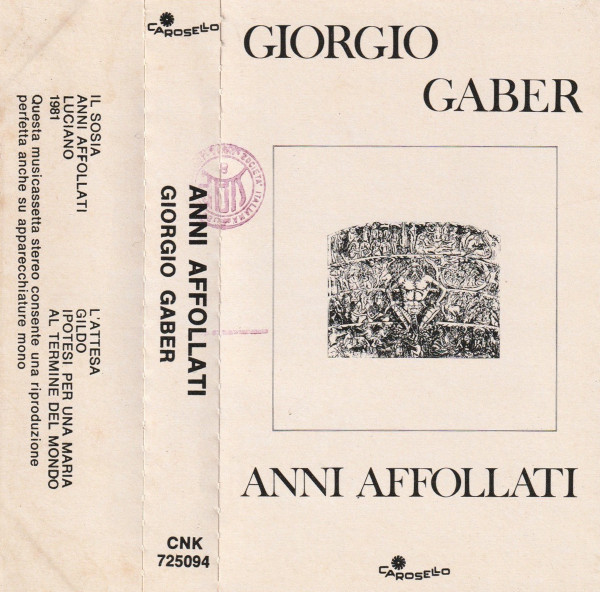 IL SOSIA
ANNI AFFOLLATI
LUCIANO
1981
L'ATTESA
GILDO
IPOTESI PER UNA MARIA
AL TERMINE DEL MONDO
Questa musicassetta stereo consente una riproduzione
perfetta anche su apparecchiature mono
CAROSELLO
ANNI AFFOLLATI
GIORGIO GABER
CNK
725094
GIORGIO
GABER
ANNI AFFOLLATI
CAROSELLO